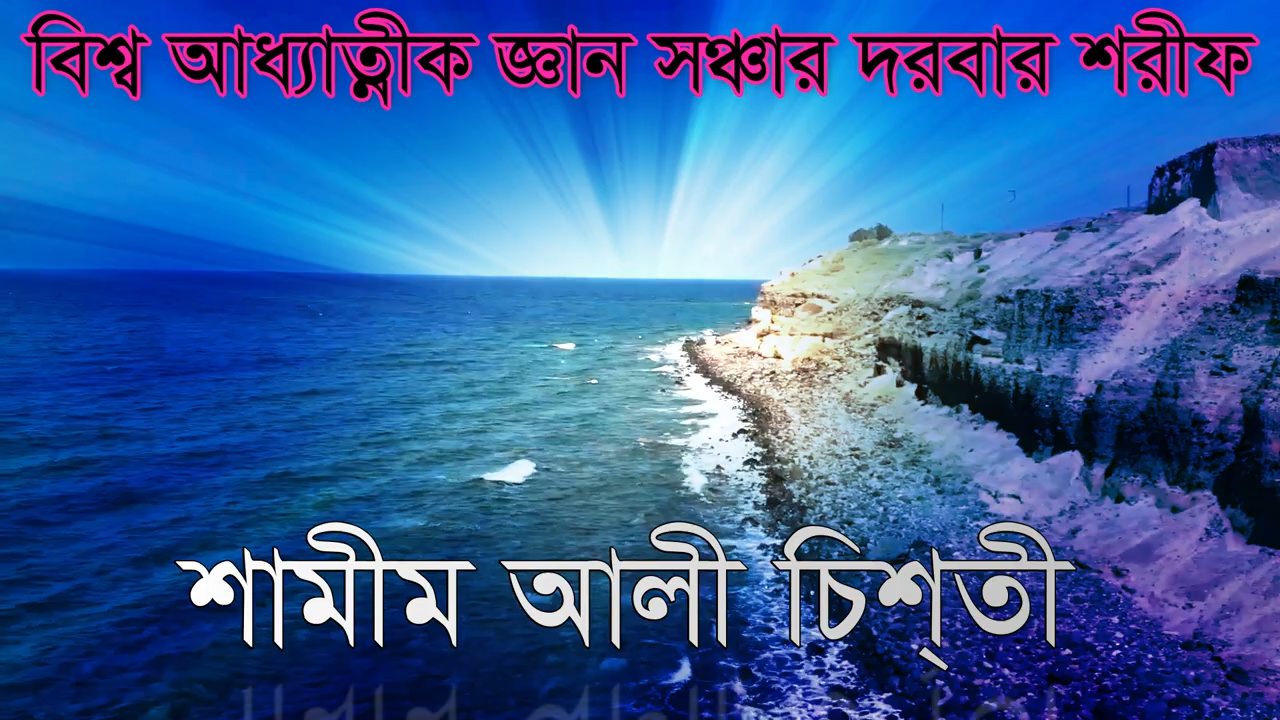 বিশ্ব আধ্যাত্নীক জ্ঞান সঞ্চার দরবার শরীফ
শামীম আলী চিশ্‌তী